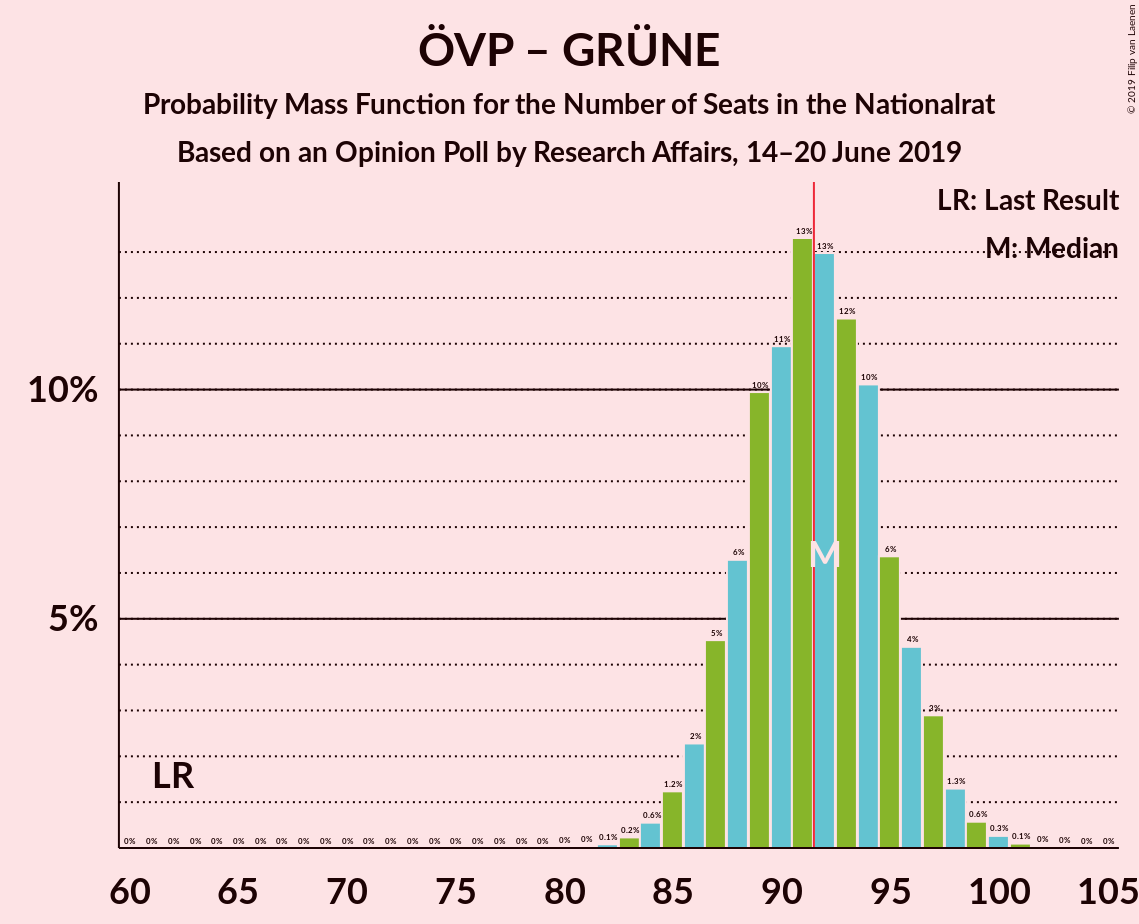 ÖVP – GRÜNE
Probability Mass Function for the Number of Seats in the Nationalrat
Based on an Opinion Poll by Research Affairs, 14–20 June 2019
© 2019 Filip van Laenen
LR: Last Result
M: Median
10%
5%
LR
M
0% 0% 0% 0% 0% 0% 0% 0% 0% 0% 0% 0% 0% 0% 0% 0% 0% 0% 0% 0% 0% 0% 0.1% 0.2% 0.6% 1.2% 2% 5% 6% 10% 11% 13% 13% 12% 10% 6% 4% 3% 1.3% 0.6% 0.3% 0.1% 0% 0% 0% 0%
60 65 70 75 80 85 90 95 100 105